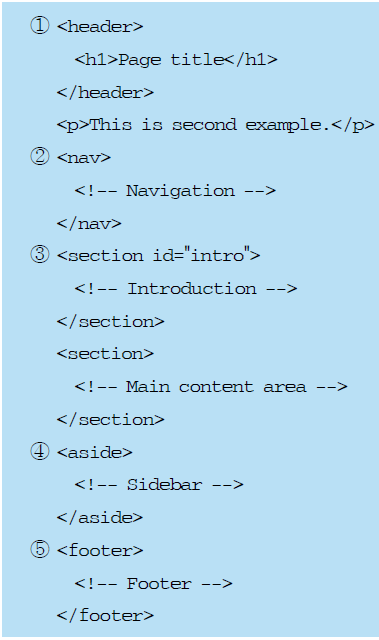 ① <header>
<h1>Page title</h1>
</header>
<p>This is second example.</p>
② <nav>
<!-- Navigation -->
</nav>
③ <section id="intro">
<!-- Introduction -->
</section>
<section>
<!-- Main content area -->
</section>
④ <aside>
<!-- Sidebar -->
</aside>
⑤ <footer>
<!-- Footer -->
</footer>